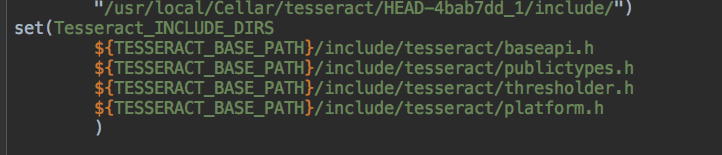 "/usr/local/Cellar/tesseract/HEAD-4bab7dd_1/include/")
set(Tesseract_INCLUDE_DIRS
${TESSERACT_BASE_PATH}/include/tesseract/baseapi.h
${TESSERACT_BASE_PATH}/include/tesseract/publictypes.h
${TESSERACT_BASE_PATH}/include/tesseract/thresholder.h
${TESSERACT_BASE_PATH}/include/tesseract/platform.h
)